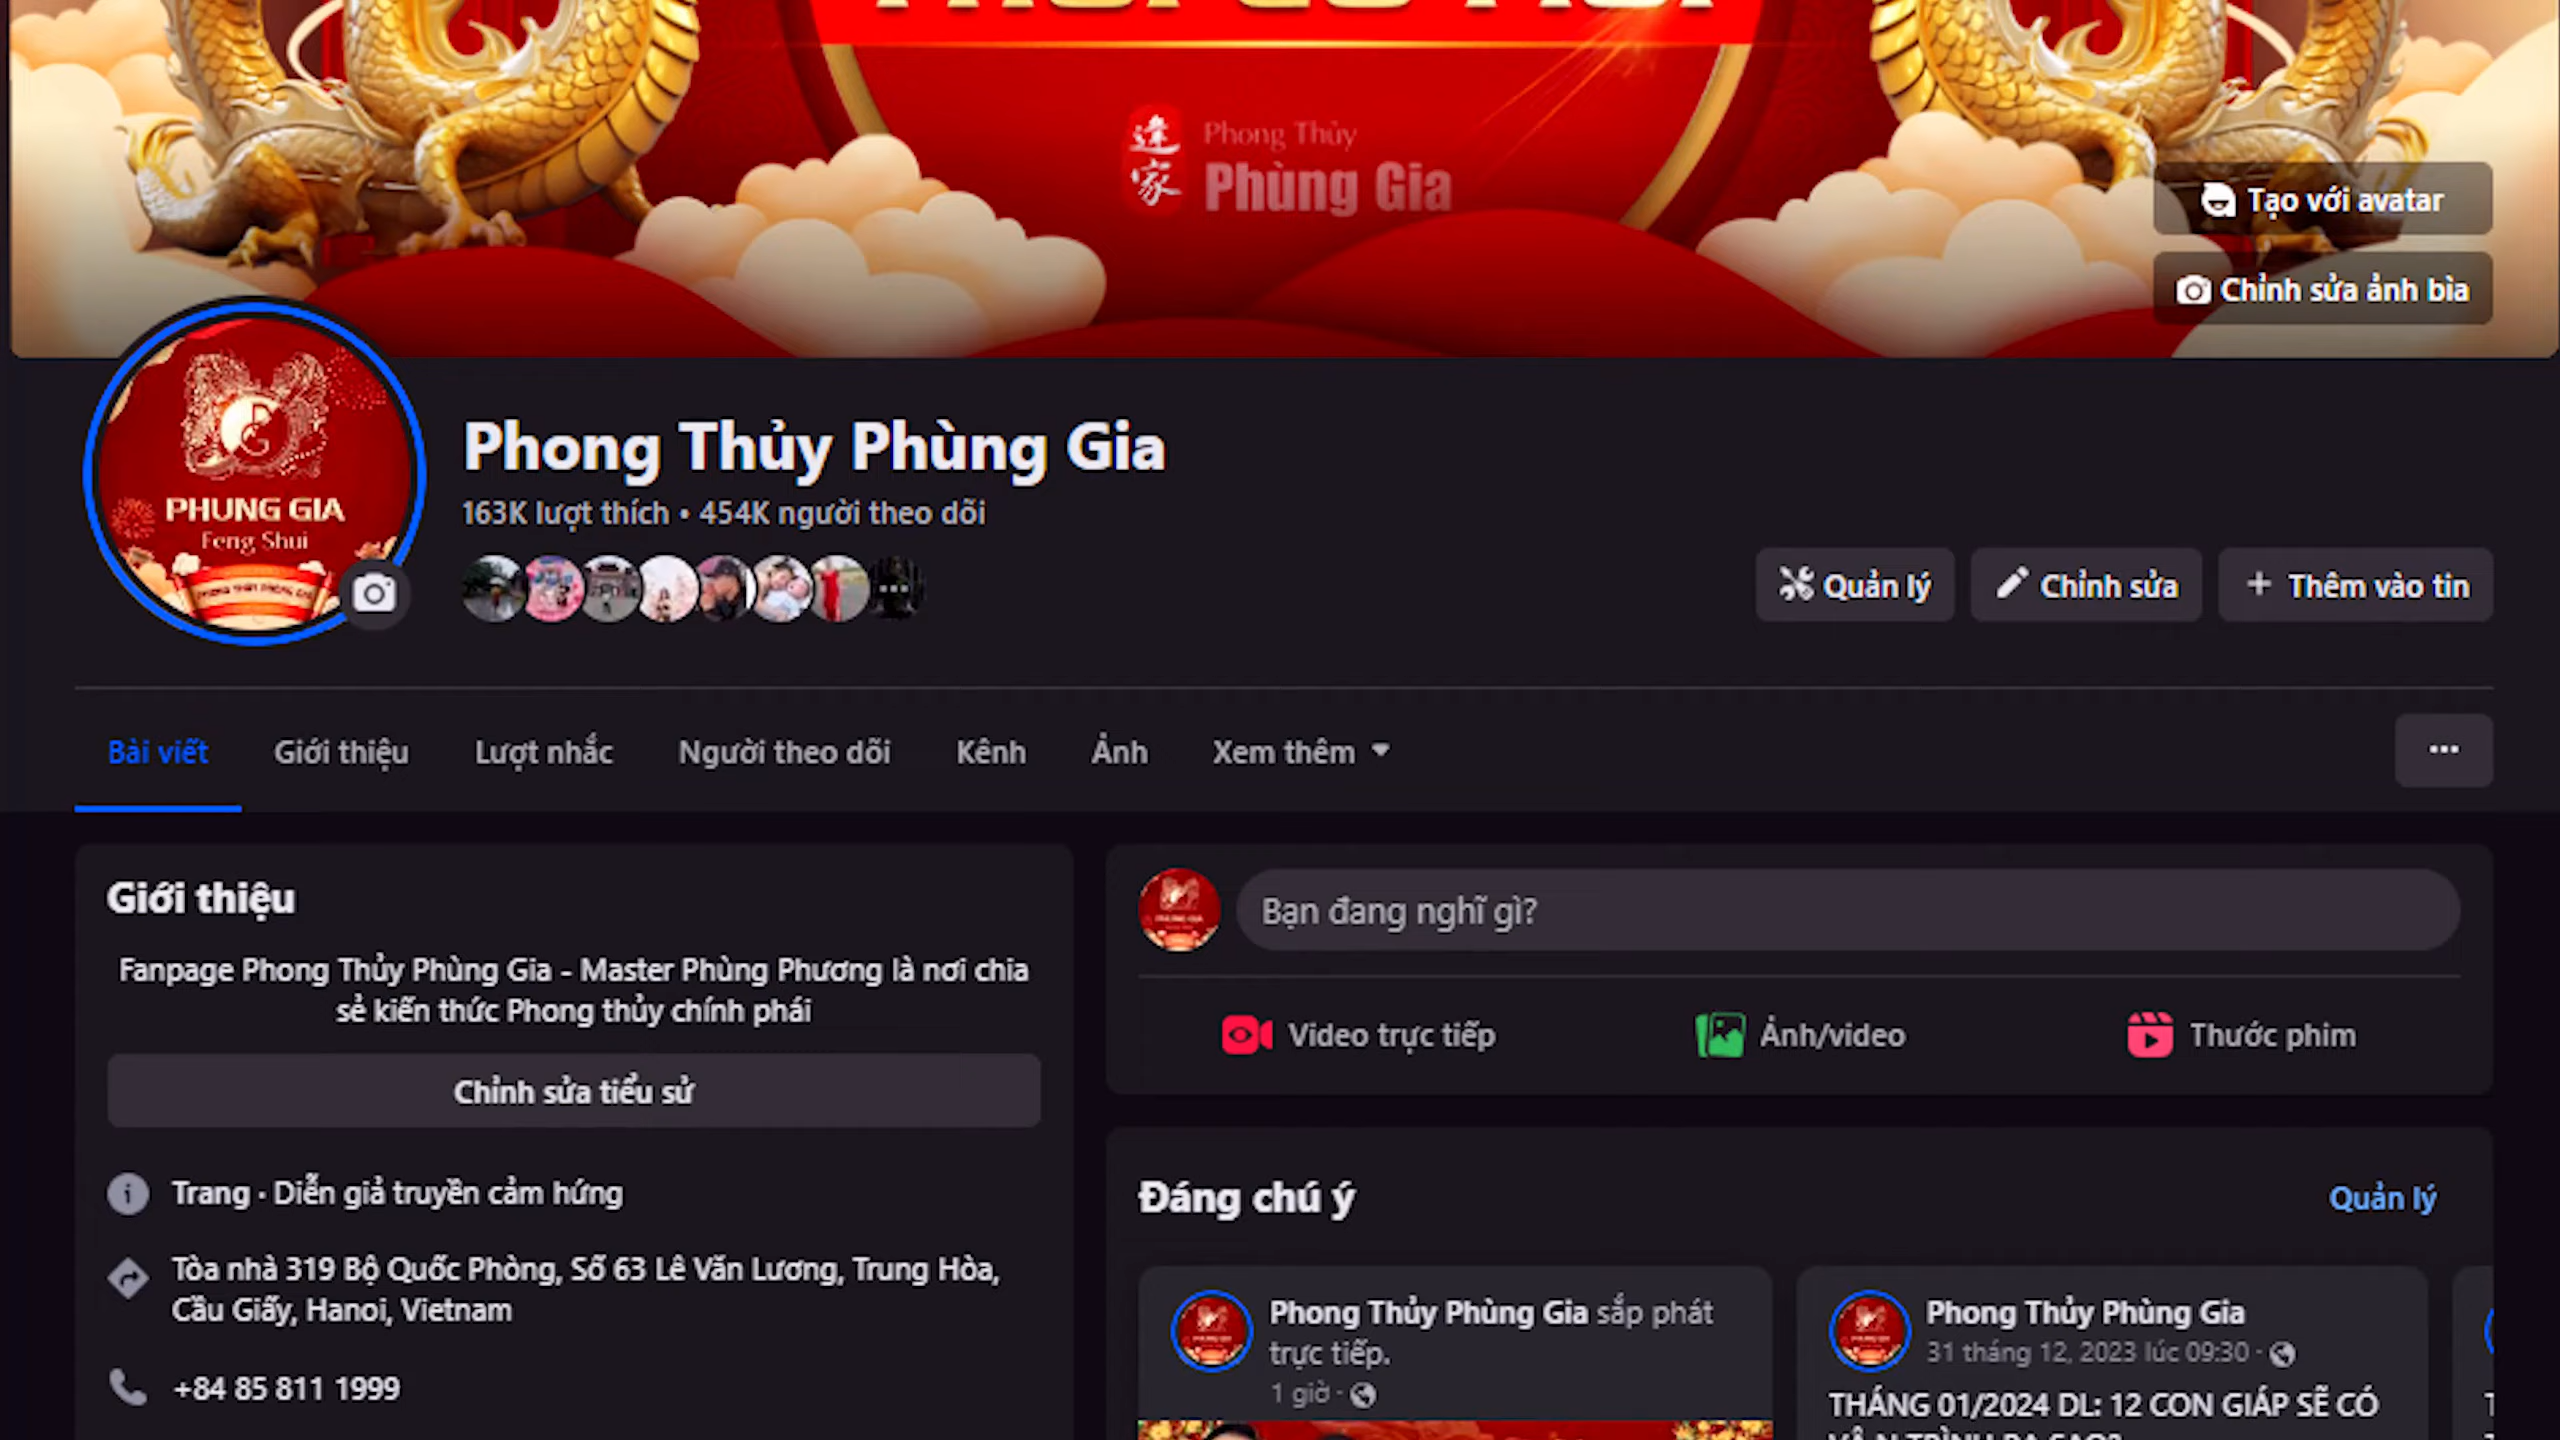 逢家
Phong Thủy
Phùng Gia
Tạo với avatar
Chỉnh sửa ảnh bìa
PHUNG GIA
Feng Shui
Phong Thủy Phùng Gia
163K lượt thích • 454K người theo dõi
Quản lý
Chỉnh sửa
+ Thêm vào tin
Bài viết
Giới thiệu
Lượt nhắc
Người theo dõi
Kênh
Ảnh
Xem thêm
Giới thiệu
Fanpage Phong Thủy Phùng Gia - Master Phùng Phương là nơi chia
sẻ kiến thức Phong thủy chính phái
Chỉnh sửa tiểu sử
Trang · Diễn giả truyền cảm hứng
Tòa nhà 319 Bộ Quốc Phòng, Số 63 Lê Văn Lương, Trung Hòa,
Cầu Giấy, Hanoi, Vietnam
+84 85 811 1999
Bạn đang nghĩ gì?
Video trực tiếp
Ảnh/video
Thước phim
Đáng chú ý
Quản lý
Phong Thủy Phùng Gia sắp phát
trực tiếp.
1 giờ ·
Phong Thủy Phùng Gia
31 tháng 12, 2023 lúc 09:30 ·
THÁNG 01/2024 DL: 12 CON GIÁP SẼ CÓ